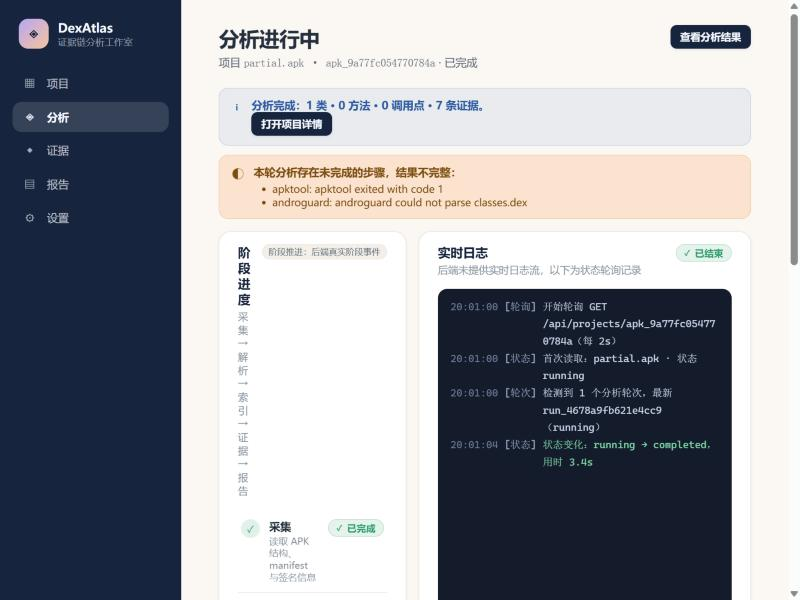 DexAtlas
证据链分析工作室
项目
分析
证据
报告
设置
分析进行中
查看分析结果
项目 partial.apk • apk_9a77fc054770784a · 已完成
分析完成：1 类 • 0 方法 • 0 调用点 • 7 条证据。
打开项目详情
本轮分析存在未完成的步骤，结果不完整：
• apktool: apktool exited with code 1
• androguard: androguard could not parse classes.dex
阶
段
进
度
阶段推进：后端真实阶段事件
采
集
→
解
析
→
索
引
→
证
据
→
报
告
✓ 采集
✓ 已完成
读取 APK
结构、
manifest
与签名信息
实时日志
✓ 已结束
后端未提供实时日志流，以下为状态轮询记录
20:01:00 [轮询] 开始轮询 GET
/api/projects/apk_9a77fc05477
0784a（每 2s）
20:01:00 [状态] 首次读取：partial.apk · 状态
running
20:01:00 [轮次] 检测到 1 个分析轮次，最新
run_4678a9fb621e4cc9
（running）
20:01:04 [状态] 状态变化：running → completed，
用时 3.4s